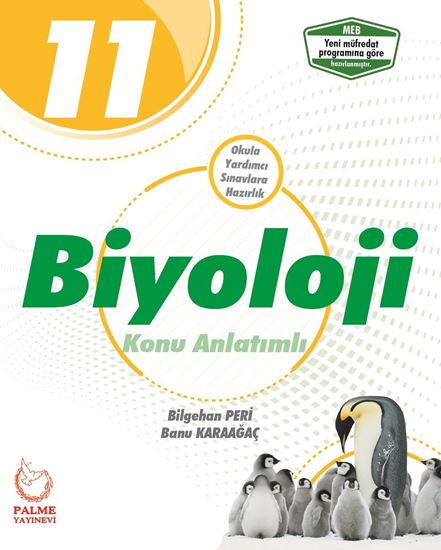 11
MEB
Yeni müfredat
programına göre
hazırlanmıştır.
Okula
Yardımcı
Sınavlara
Hazırlık
Biyoloji
Konu Anlatımlı
Bilgehan PERİ
Banu KARAAĞAÇ
PALME
YAYINEVİ